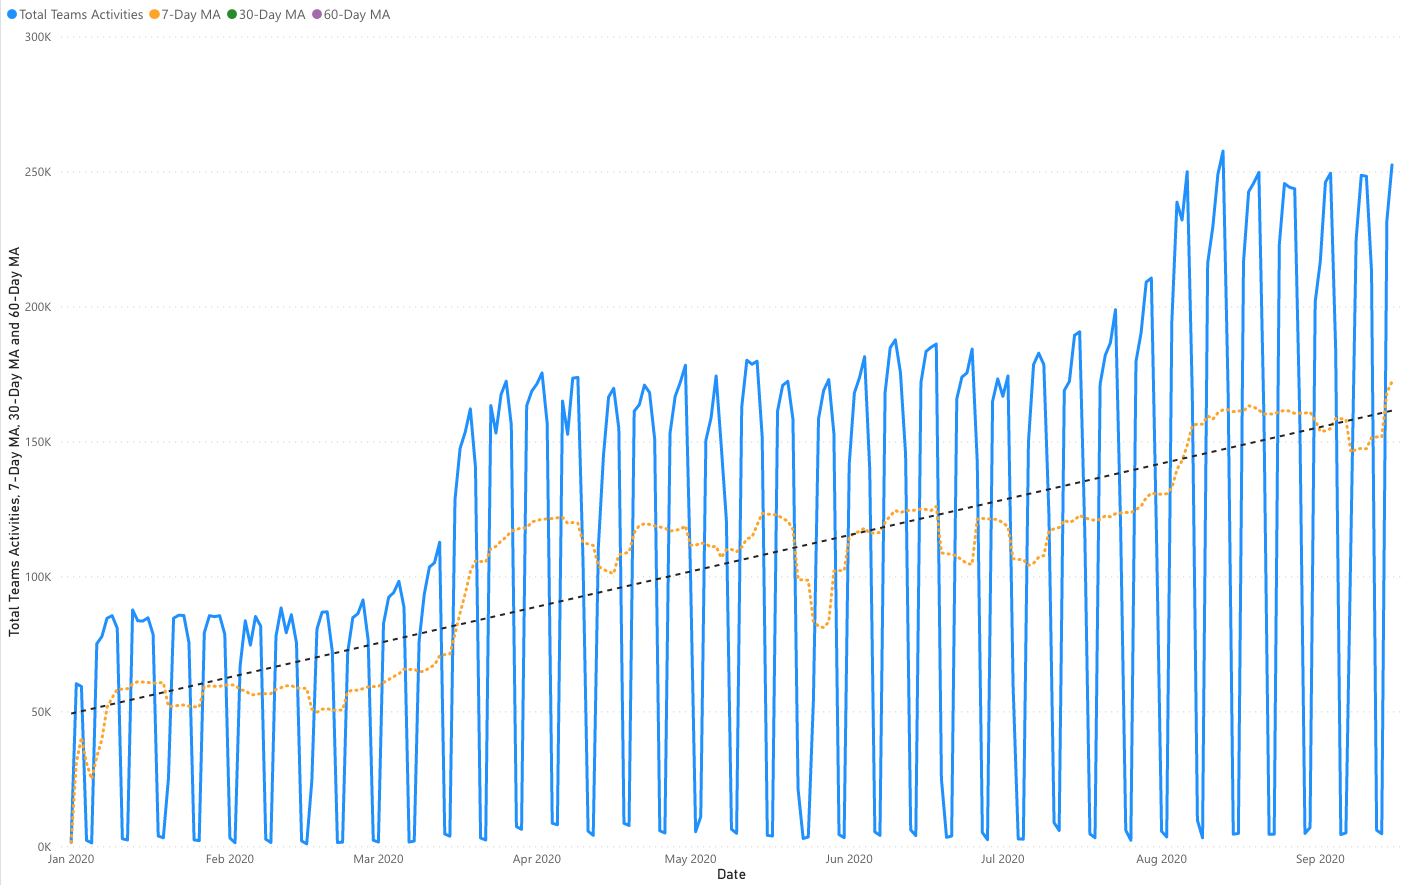 Total Teams Activities 7-Day MA 30-Day MA 60-Day MA
300K
250K
200K
150K
100K
50K
0K
Total Teams Activities, 7-Day MA, 30-Day MA and 60-Day MA
Jan 2020 Feb 2020 Mar 2020 Apr 2020 May 2020 Jun 2020 Jul 2020 Aug 2020 Sep 2020
Date